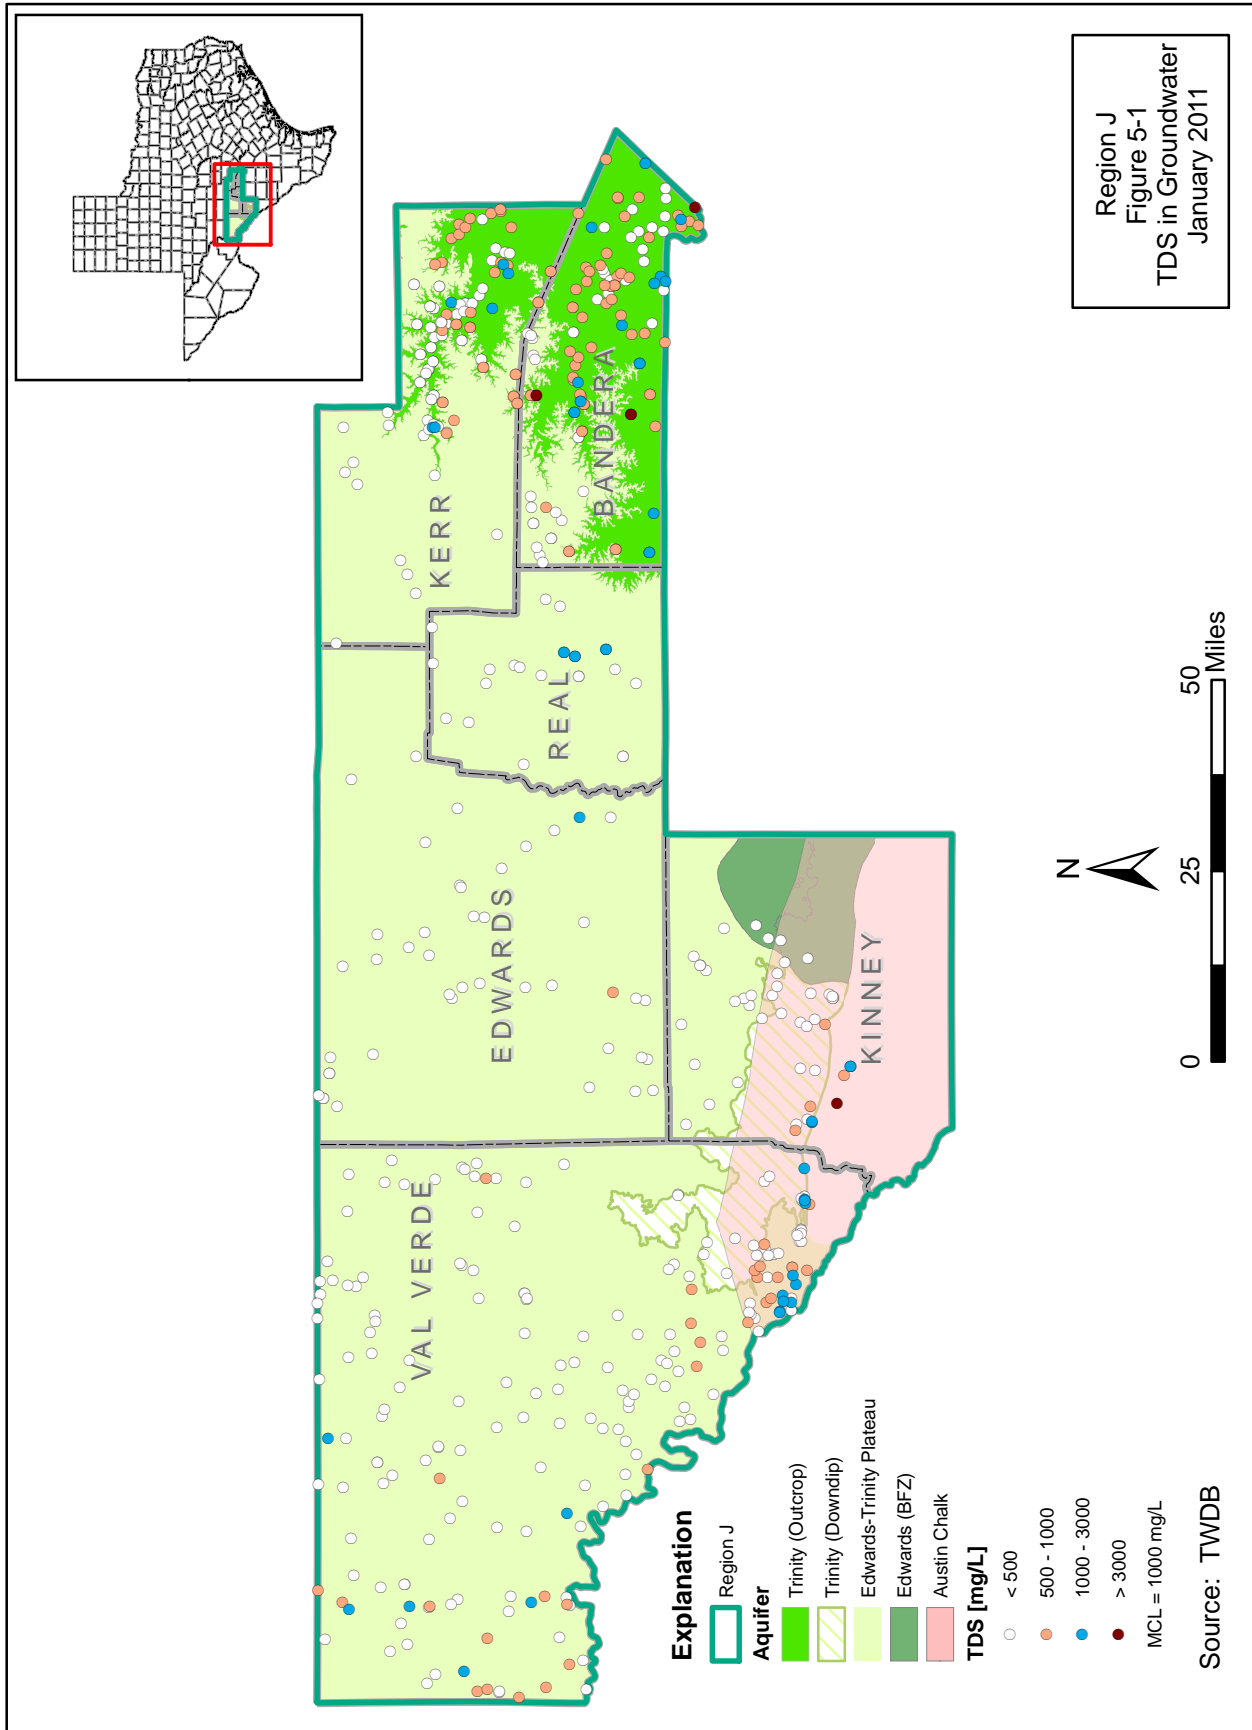 Region J
Figure 5-1
TDS in Groundwater
January 2011
KERR
BANDERA
REAL
EDWARDS
VAL VERDE
KINNEY
N
0 25 50
Miles
Explanation
Region J
Aquifer
Trinity (Outcrop)
Trinity (Downdip)
Edwards-Trinity Plateau
Edwards (BFZ)
Austin Chalk
TDS [mg/L]
< 500
500 - 1000
1000 - 3000
> 3000
MCL = 1000 mg/L
Source: TWDB